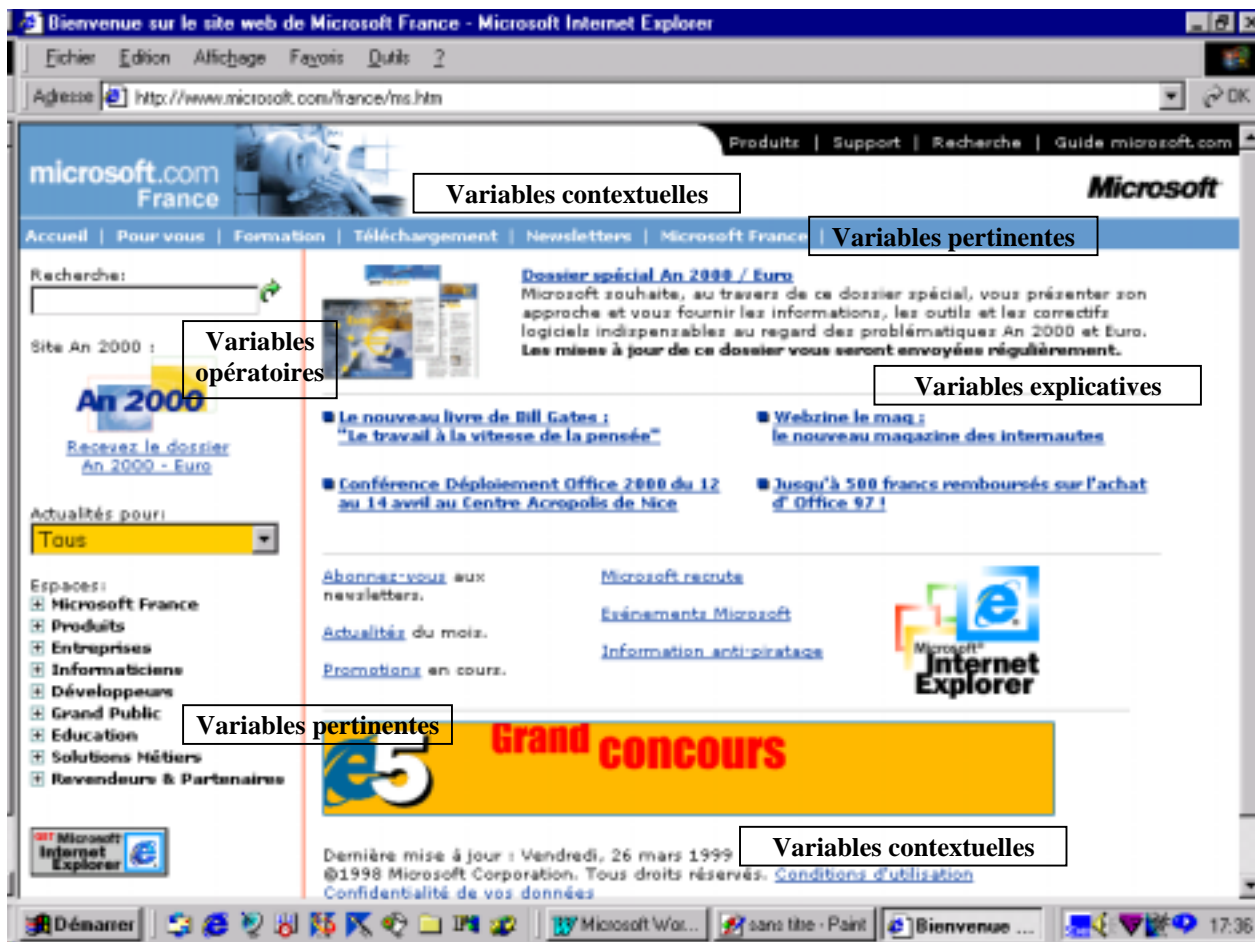 Bienvenue sur le site web de Microsoft France - Microsoft Internet Explorer
Fichier Edition Affichage Favoris Outils ?
Adresse http://www.microsoft.com/france/ms.htm OK
Produits | Support | Recherche | Guide microsoft.com
microsoft.com
France
Variables contextuelles
Microsoft
Accueil | Pour vous | Formation | Téléchargement | Newsletters | Microsoft France |
Variables pertinentes
Recherche:
Site An 2000 :
Variables
opératoires
An 2000
Recevez le dossier
An 2000 - Euro
Actualités pour:
Tous
Espaces:
Microsoft France
Produits
Entreprises
Informaticiens
Développeurs
Grand Public
Education
Solutions Métiers
Revendeurs & Partenaires
Variables pertinentes
GET Microsoft
Internet
Explorer
Dossier spécial An 2000 / Euro
Microsoft souhaite, au travers de ce dossier spécial, vous présenter son
approche et vous fournir les informations, les outils et les correctifs
logiciels indispensables au regard des problématiques An 2000 et Euro.
Les mises à jour de ce dossier vous seront envoyées régulièrement.
Variables explicatives
Le nouveau livre de Bill Gates :
"Le travail à la vitesse de la pensée"
Webzine le mag :
le nouveau magazine des internautes
Conférence Déploiement Office 2000 du 12
au 14 avril au Centre Acropolis de Nice
Jusqu'à 500 francs remboursés sur l'achat
d' Office 97 !
Abonnez-vous aux
newsletters.
Actualités du mois.
Promotions en cours.
Microsoft recrute
Evénements Microsoft
Information anti-piratage
Microsoft
Internet
Explorer
e5 Grand concours
Variables contextuelles
Dernière mise à jour : Vendredi, 26 mars 1999
©1998 Microsoft Corporation. Tous droits réservés. Conditions d'utilisation
Confidentialité de vos données
Démarrer Microsoft Wor... sans titre - Paint Bienvenue ... 17:36